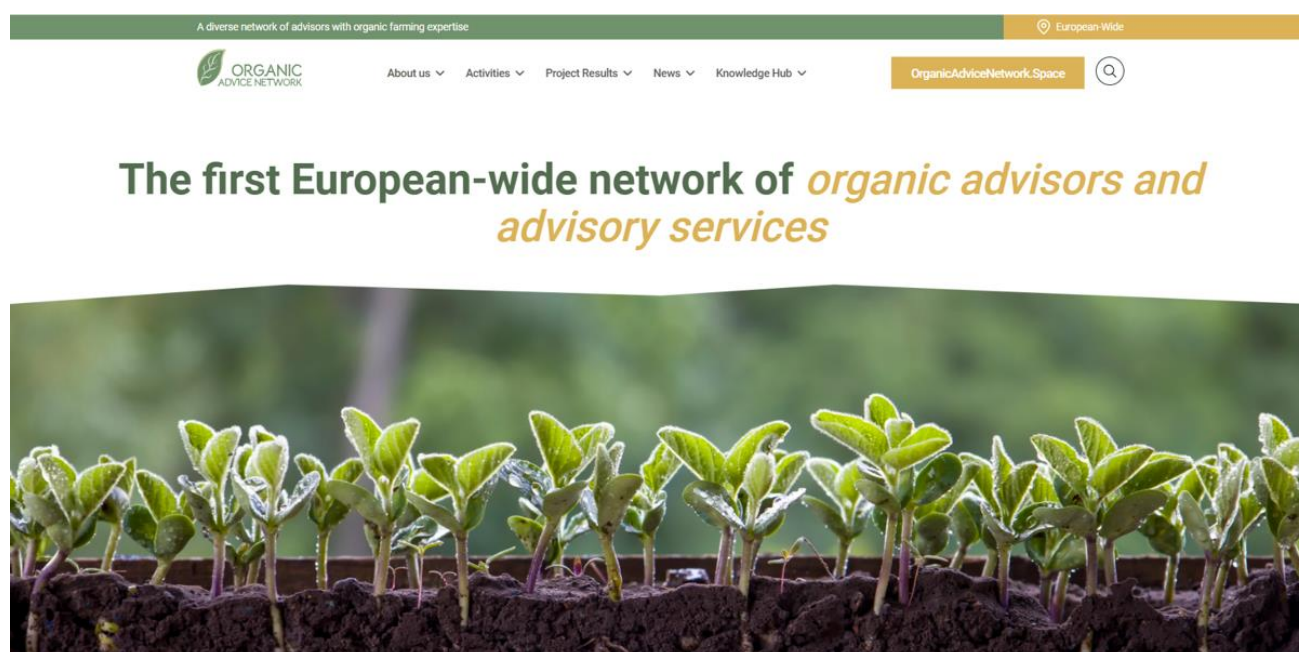 A diverse network of advisors with organic farming expertise
European-Wide
ORGANIC
ADVICE NETWORK
About us
Activities
Project Results
News
Knowledge Hub
OrganicAdviceNetwork.Space
The first European-wide network of organic advisors and
advisory services